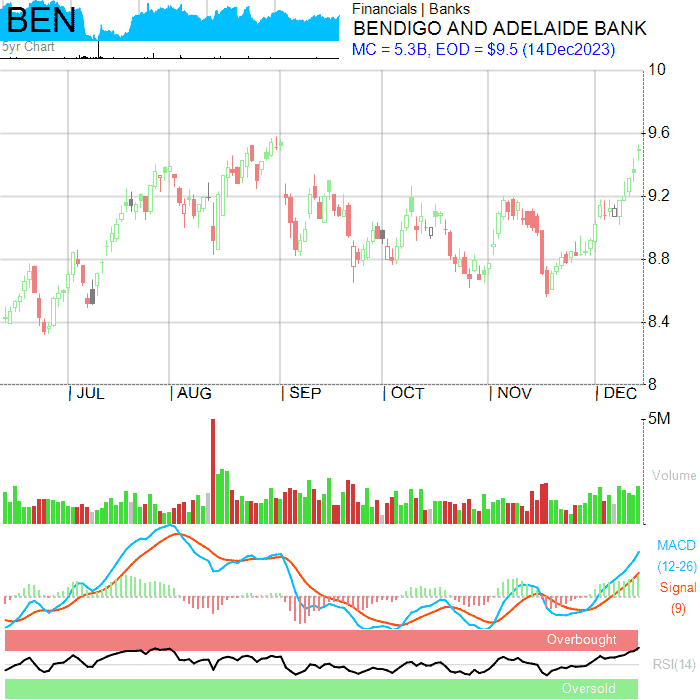 BEN
5yr Chart
Financials | Banks
BENDIGO AND ADELAIDE BANK
MC = 5.3B, EOD = $9.5 (14Dec2023)
10
9.6
9.2
8.8
8.4
8
| JUL | AUG | SEP | OCT | NOV | DEC
5M
Volume
MACD
(12-26)
Signal
(9)
Overbought
RSI(14)
Oversold